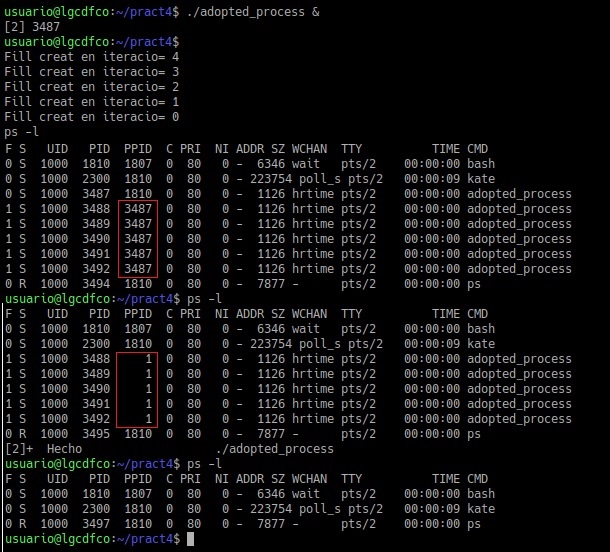 usuario@lgcdfco:~/pract4$ ./adopted_process &
[2] 3487
usuario@lgcdfco:~/pract4$
Fill creat en iteracio= 4
Fill creat en iteracio= 3
Fill creat en iteracio= 2
Fill creat en iteracio= 1
Fill creat en iteracio= 0
ps -l
F S   UID   PID  PPID  C PRI  NI ADDR SZ WCHAN  TTY          TIME CMD
0 S  1000  1810  1807  0  80   0 -  6346 wait   pts/2    00:00:00 bash
0 S  1000  2300  1810  0  80   0 - 223754 poll_s pts/2   00:00:09 kate
0 S  1000  3487  1810  0  80   0 -  1126 hrtime pts/2    00:00:00 adopted_process
1 S  1000  3488  3487  0  80   0 -  1126 hrtime pts/2    00:00:00 adopted_process
1 S  1000  3489  3487  0  80   0 -  1126 hrtime pts/2    00:00:00 adopted_process
1 S  1000  3490  3487  0  80   0 -  1126 hrtime pts/2    00:00:00 adopted_process
1 S  1000  3491  3487  0  80   0 -  1126 hrtime pts/2    00:00:00 adopted_process
1 S  1000  3492  3487  0  80   0 -  1126 hrtime pts/2    00:00:00 adopted_process
0 R  1000  3494  1810  0  80   0 -  7877 -      pts/2    00:00:00 ps
usuario@lgcdfco:~/pract4$ ps -l
F S   UID   PID  PPID  C PRI  NI ADDR SZ WCHAN  TTY          TIME CMD
0 S  1000  1810  1807  0  80   0 -  6346 wait   pts/2    00:00:00 bash
0 S  1000  2300  1810  0  80   0 - 223754 poll_s pts/2   00:00:09 kate
1 S  1000  3488     1  0  80   0 -  1126 hrtime pts/2    00:00:00 adopted_process
1 S  1000  3489     1  0  80   0 -  1126 hrtime pts/2    00:00:00 adopted_process
1 S  1000  3490     1  0  80   0 -  1126 hrtime pts/2    00:00:00 adopted_process
1 S  1000  3491     1  0  80   0 -  1126 hrtime pts/2    00:00:00 adopted_process
1 S  1000  3492     1  0  80   0 -  1126 hrtime pts/2    00:00:00 adopted_process
0 R  1000  3495  1810  0  80   0 -  7877 -      pts/2    00:00:00 ps
[2]+  Hecho                   ./adopted_process
usuario@lgcdfco:~/pract4$ ps -l
F S   UID   PID  PPID  C PRI  NI ADDR SZ WCHAN  TTY          TIME CMD
0 S  1000  1810  1807  0  80   0 -  6346 wait   pts/2    00:00:00 bash
0 S  1000  2300  1810  0  80   0 - 223754 poll_s pts/2   00:00:09 kate
0 R  1000  3497  1810  0  80   0 -  7877 -      pts/2    00:00:00 ps
usuario@lgcdfco:~/pract4$